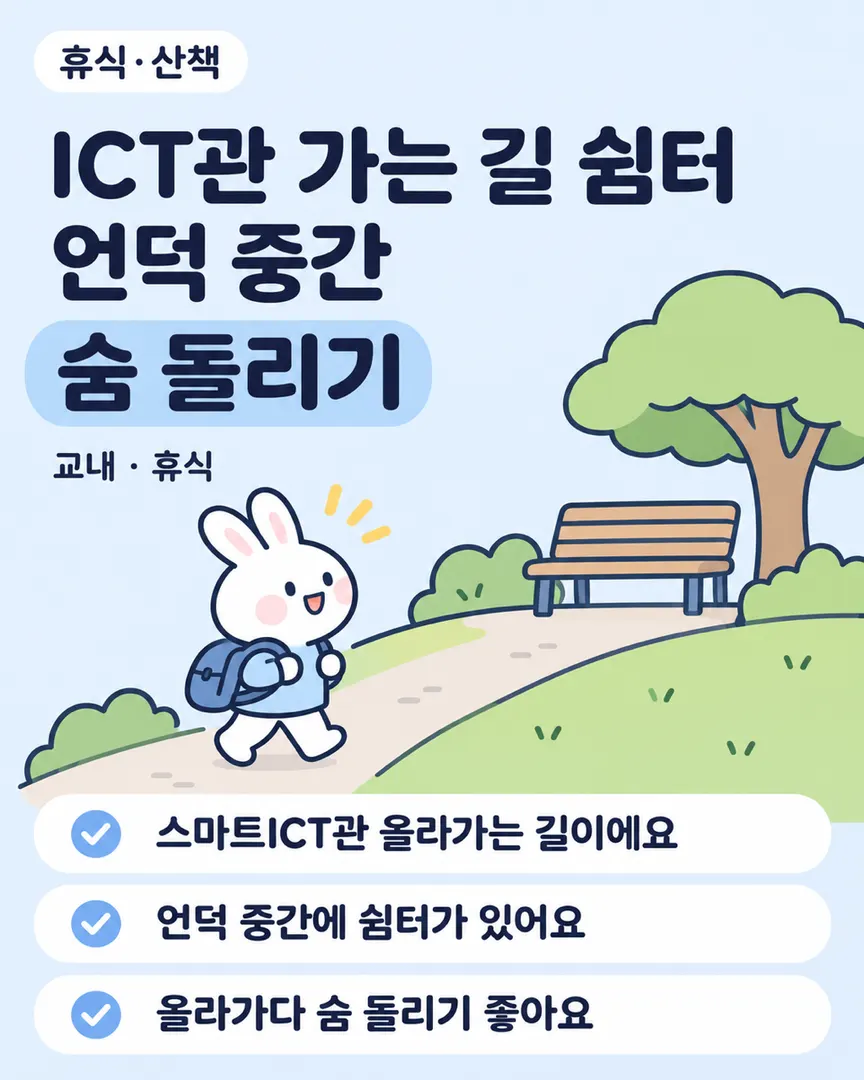 휴식·산책
ICT관 가는 길 쉼터
언덕 중간
숨 돌리기
교내 · 휴식
스마트ICT관 올라가는 길이에요
언덕 중간에 쉼터가 있어요
올라가다 숨 돌리기 좋아요